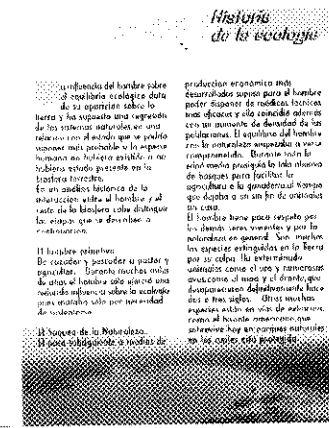 Historia
de la ecología
La influencia del hombre sobre
el equilibrio ecológico data
de su aparición sobre la
tierra y ha supuesto una regresión
de los sistemas naturales, en una
relación con el estado que se podría
suponer más probable si la especie
humana no hubiera existido o no
hubiera estado presente en la
biosfera terrestre.
En un análisis histórico de la
interacción entre el hombre y el
resto de la biosfera cabe distinguir
las etapas que se describen a
continuación.
El hombre primitivo
De cazador y pescador a pastor y
agricultor. Durante muchos miles
de años el hombre sólo ejerció una
reducida influencia sobre la ecología
pues mataba sólo por necesidad
de sustentarse.
El Saqueo de la Naturaleza.
El paso subsiguiente a medios de
producción económica más
desarrollados supuso para el hombre
poder disponer de médicas técnicas
más eficaces y ello coincidió además
con un aumento de densidad de las
poblaciones. El equilibrio del hombre
con la naturaleza empezaba a verse
comprometido. Durante toda la
edad media prosiguió la tala abusiva
de bosques para facilitar la
agricultura y la ganadería, al tiempo
que dejaba a un sin fin de animales
sin casa.
El hombre tiene poco respeto por
los demás seres vivientes y por la
naturaleza en general. Son muchas
las especies extinguidas en la Tierra
por su culpa. Ha exterminado
animales como el uro y numerosas
aves, como el moa y el dronte, que
desaparecieron definitivamente hace
dos o tres siglos. Otras muchas
especies están en vías de extinción,
como el bisonte americano, que
sobrevive hoy en parques naturales
en los cuales está protegido